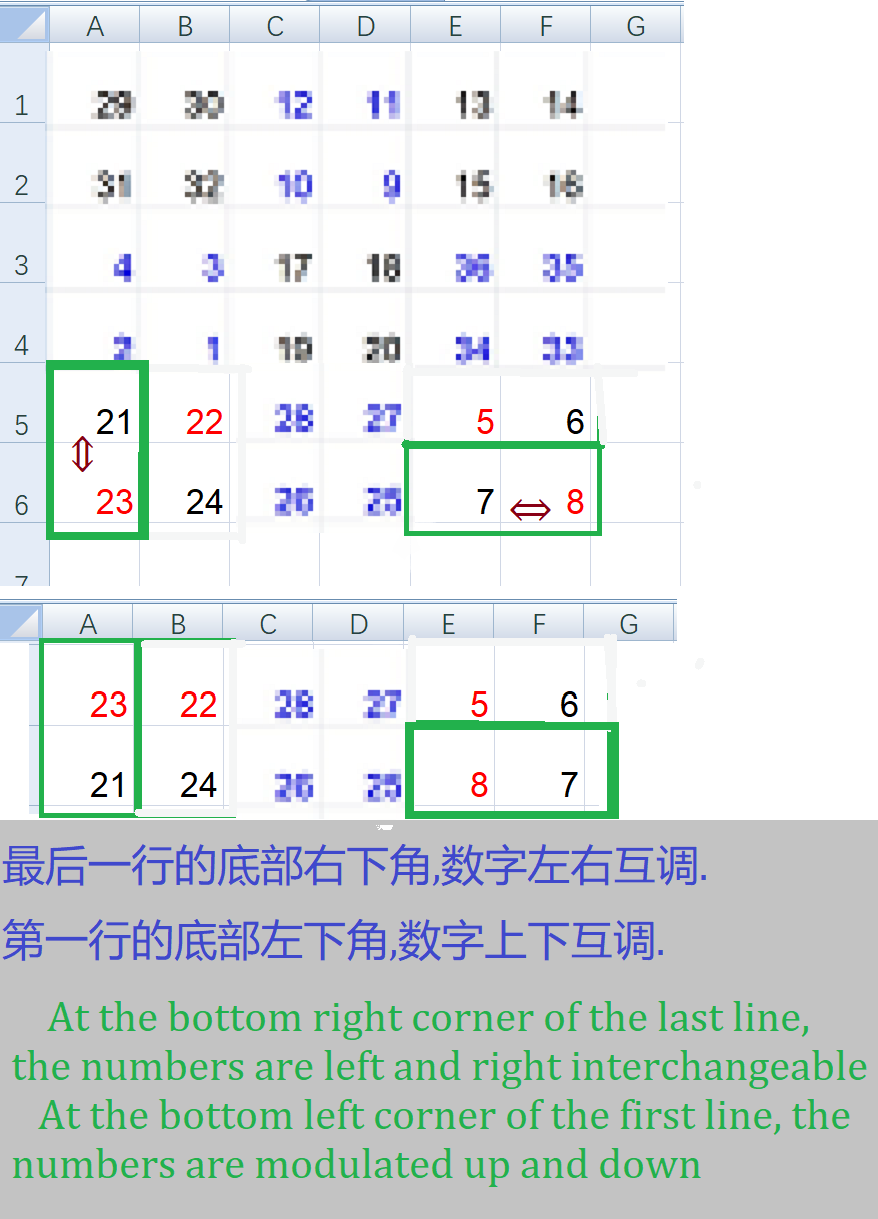 A B C D E F G
1 29 30 12 11 13 14
2 31 32 10 9 15 16
3 4 3 17 18 36 35
4 2 1 19 20 34 33
5 21 22 28 27 5 6
6 23 24 26 25 7 8
7
A B C D E F G
23 22 28 27 5 6
21 24 26 25 8 7
最后一行的底部右下角,数字左右互调.
第一行的底部左下角,数字上下互调.
At the bottom right corner of the last line,
the numbers are left and right interchangeable
At the bottom left corner of the first line, the
numbers are modulated up and down